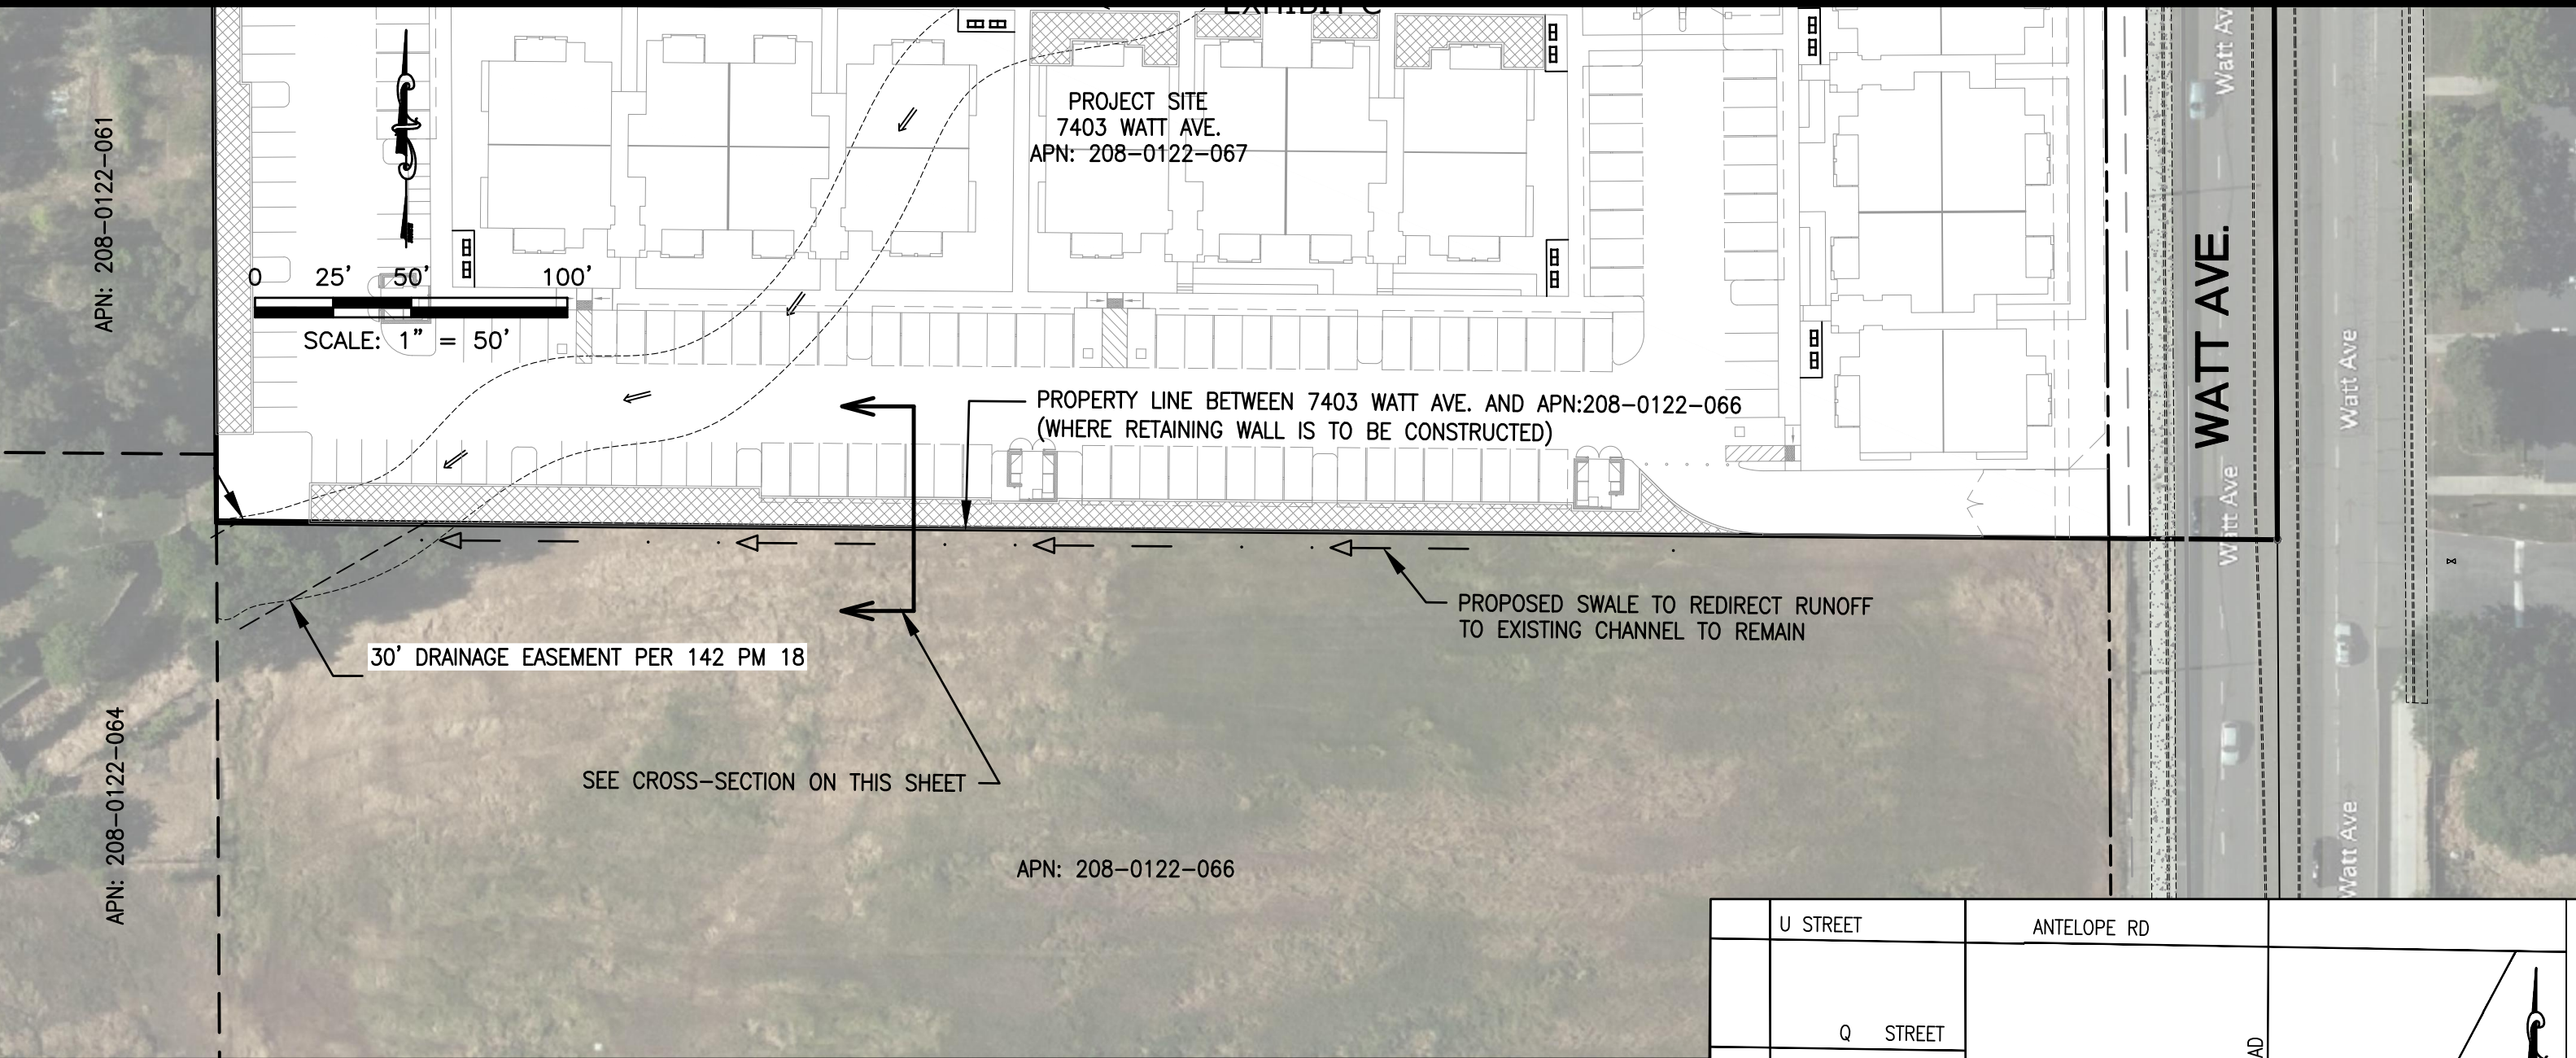 EXHIBIT C
Watt Av
PROJECT SITE
7403 WATT AVE.
APN: 208-0122-067
APN: 208-0122-061
0 25' 50' 100'
SCALE: 1" = 50'
WATT AVE.
Watt Ave
Watt Ave
PROPERTY LINE BETWEEN 7403 WATT AVE. AND APN:208-0122-066
(WHERE RETAINING WALL IS TO BE CONSTRUCTED)
PROPOSED SWALE TO REDIRECT RUNOFF
TO EXISTING CHANNEL TO REMAIN
30' DRAINAGE EASEMENT PER 142 PM 18
SEE CROSS-SECTION ON THIS SHEET
APN: 208-0122-064
APN: 208-0122-066
Watt Ave
U STREET
ANTELOPE RD
Q STREET
AD